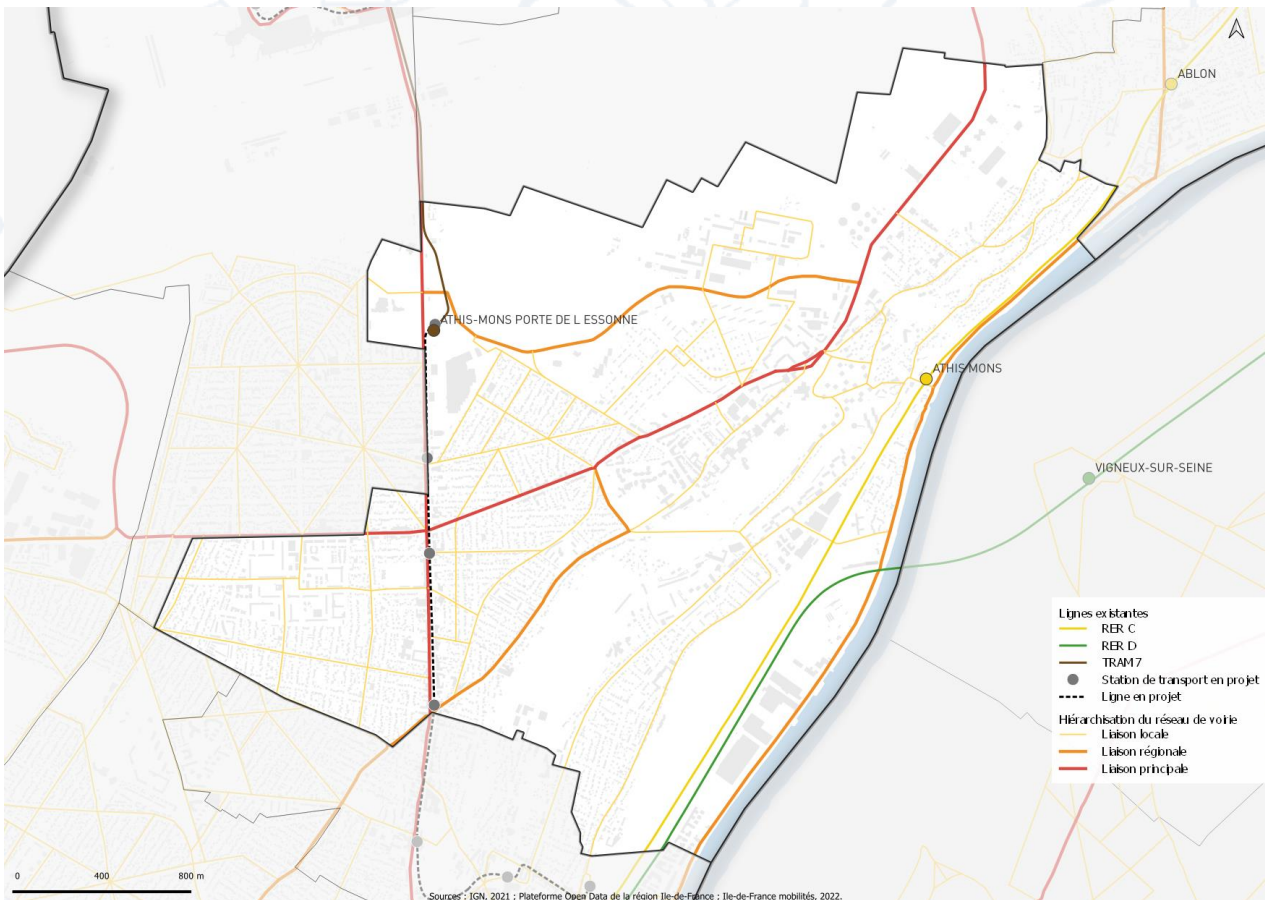 ABLON
ATHIS-MONS PORTE DE L ESSONNE
ATHIS MONS
VIGNEUX-SUR-SEINE
Lignes existantes
RER C
RER D
TRAM 7
Station de transport en projet
Ligne en projet
Hiérarchisation du réseau de voirie
Liaison locale
Liaison régionale
Liaison principale
0 400 800 m
Sources : IGN, 2021 ; Plateforme Open Data de la région Ile-de-France ; Ile-de-France mobilités, 2022.